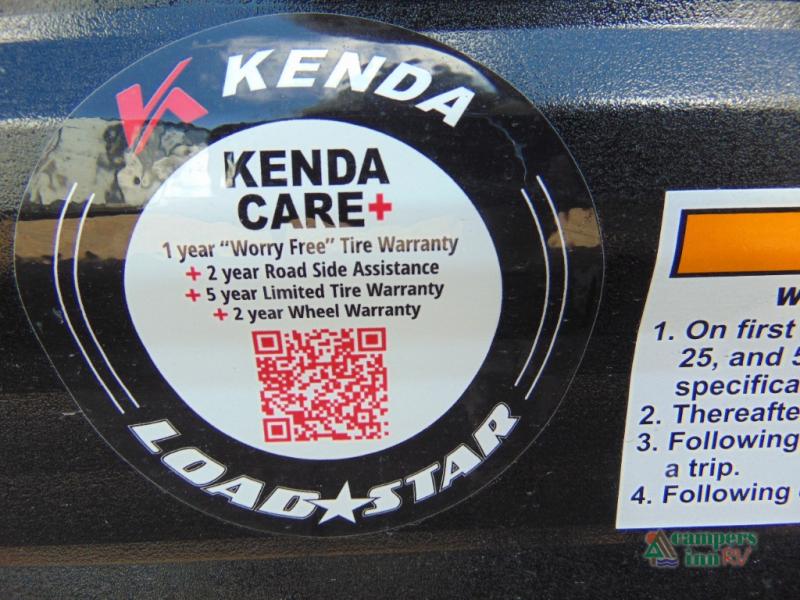 KENDA
KENDA
CARE+
1 year "Worry Free" Tire Warranty
+ 2 year Road Side Assistance
+ 5 year Limited Tire Warranty
+ 2 year Wheel Warranty
LOAD★STAR
1. On first
25, and
specifica
2. Thereafte
3. Following
a trip.
4. Following
campers
inn RV